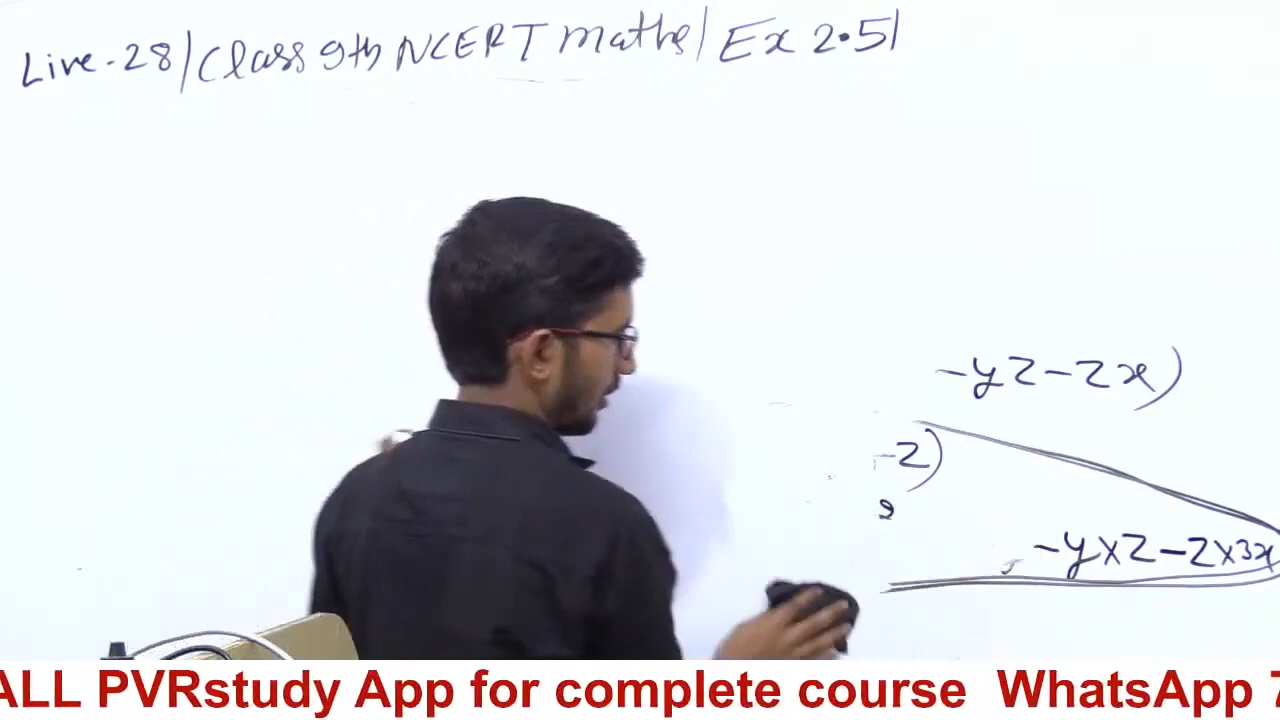 Live-28/Class 9th NCERT maths/Ex 2.5/
-yz-zx)
-z)
2
-y×z-z×3x
ALL PVRstudy App for complete course WhatsApp 7